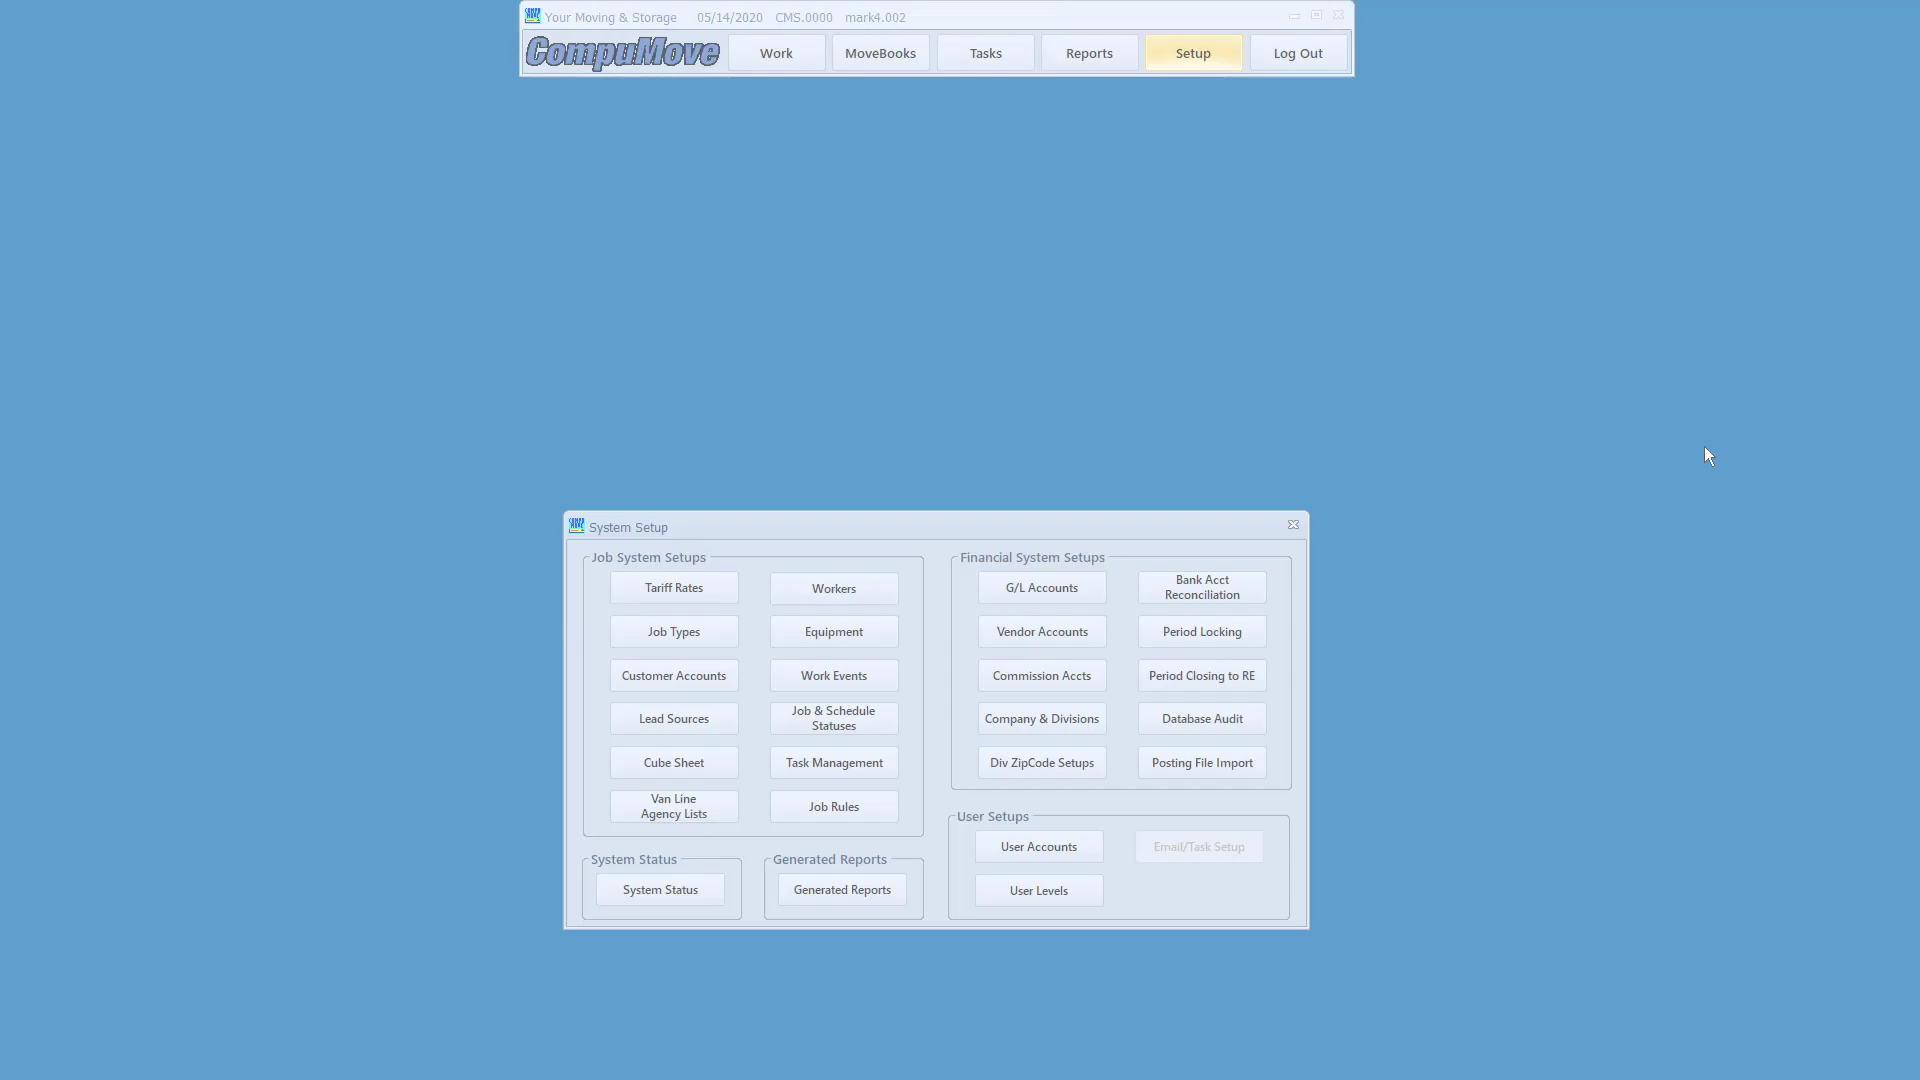 Your Moving & Storage 05/14/2020 CMS.0000 mark4.002
CompuMove
Work
MoveBooks
Tasks
Reports
Setup
Log Out
System Setup
Job System Setups
Tariff Rates
Workers
Job Types
Equipment
Customer Accounts
Work Events
Lead Sources
Job & Schedule
Statuses
Cube Sheet
Task Management
Van Line
Agency Lists
Job Rules
System Status
System Status
Generated Reports
Generated Reports
Financial System Setups
G/L Accounts
Bank Acct
Reconciliation
Vendor Accounts
Period Locking
Commission Accts
Period Closing to RE
Company & Divisions
Database Audit
Div ZipCode Setups
Posting File Import
User Setups
User Accounts
Email/Task Setup
User Levels